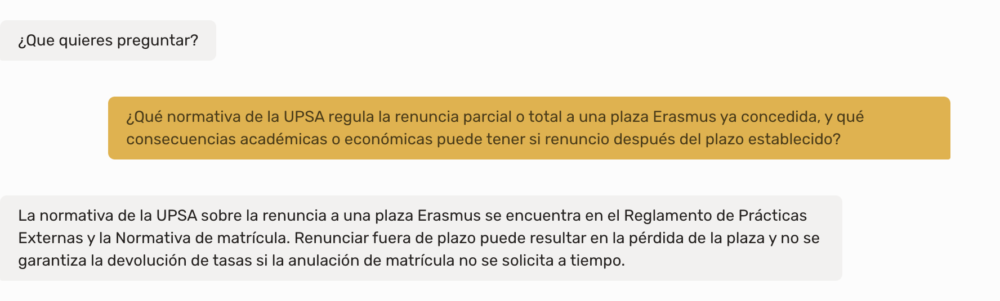 ¿Que quieres preguntar?
¿Qué normativa de la UPSA regula la renuncia parcial o total a una plaza Erasmus ya concedida, y qué
consecuencias académicas o económicas puede tener si renuncio después del plazo establecido?
La normativa de la UPSA sobre la renuncia a una plaza Erasmus se encuentra en el Reglamento de Prácticas
Externas y la Normativa de matrícula. Renunciar fuera de plazo puede resultar en la pérdida de la plaza y no se
garantiza la devolución de tasas si la anulación de matrícula no se solicita a tiempo.